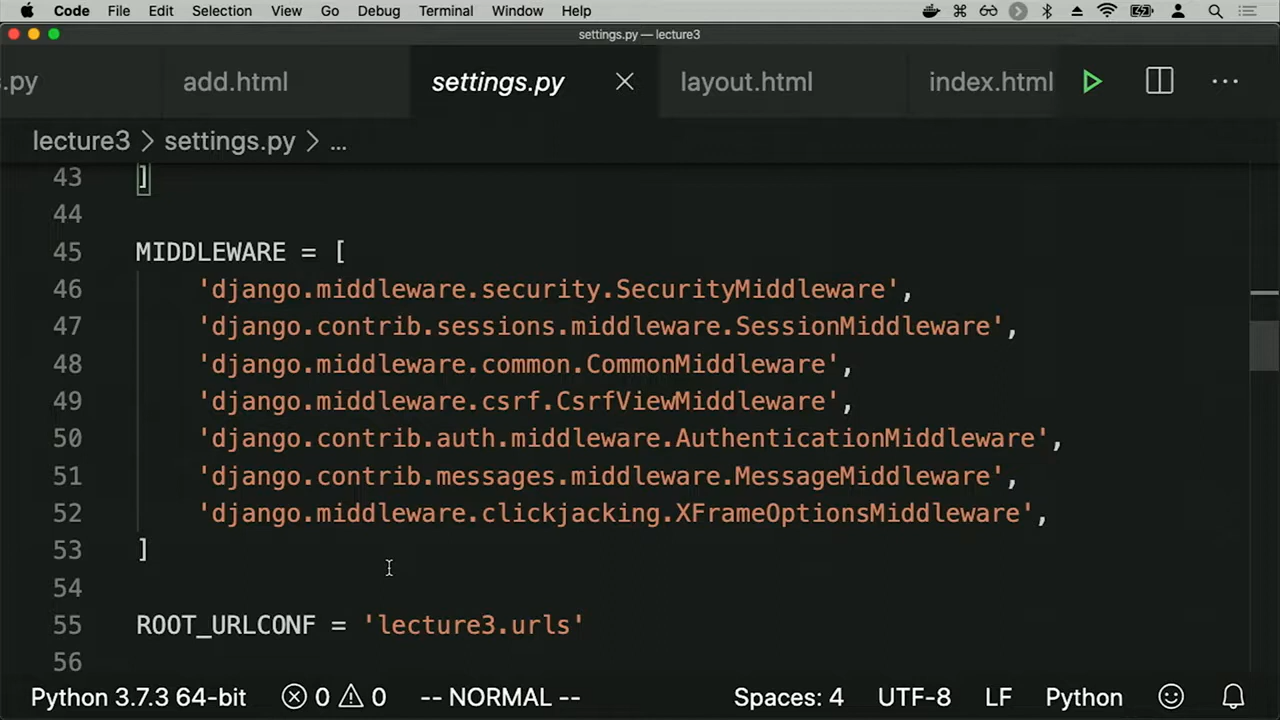 Code File Edit Selection View Go Debug Terminal Window Help
settings.py — lecture3
s.py add.html settings.py layout.html index.html
lecture3 > settings.py > ...
43 ]
44
45 MIDDLEWARE = [
46 'django.middleware.security.SecurityMiddleware',
47 'django.contrib.sessions.middleware.SessionMiddleware',
48 'django.middleware.common.CommonMiddleware',
49 'django.middleware.csrf.CsrfViewMiddleware',
50 'django.contrib.auth.middleware.AuthenticationMiddleware',
51 'django.contrib.messages.middleware.MessageMiddleware',
52 'django.middleware.clickjacking.XFrameOptionsMiddleware',
53 ]
54
55 ROOT_URLCONF = 'lecture3.urls'
56
Python 3.7.3 64-bit 0 0 -- NORMAL -- Spaces: 4 UTF-8 LF Python